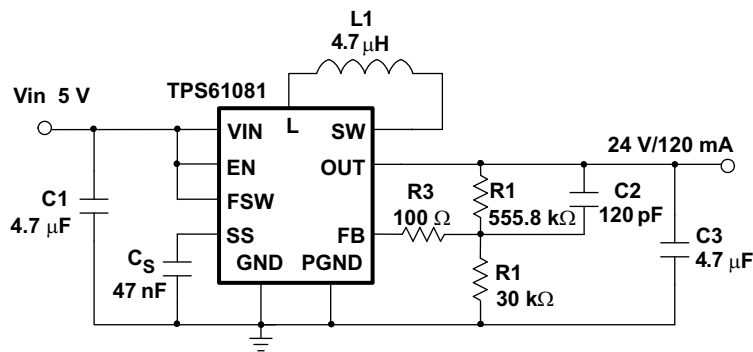 L1
4.7 μH
TPS61081
Vin 5 V
L
VIN
SW
24 V/120 mA
EN
OUT
C1
4.7 μF
FSW
R3
100 Ω
R1
555.8 kΩ
C2
120 pF
SS
FB
C3
4.7 μF
CS
47 nF
GND
PGND
R1
30 kΩ